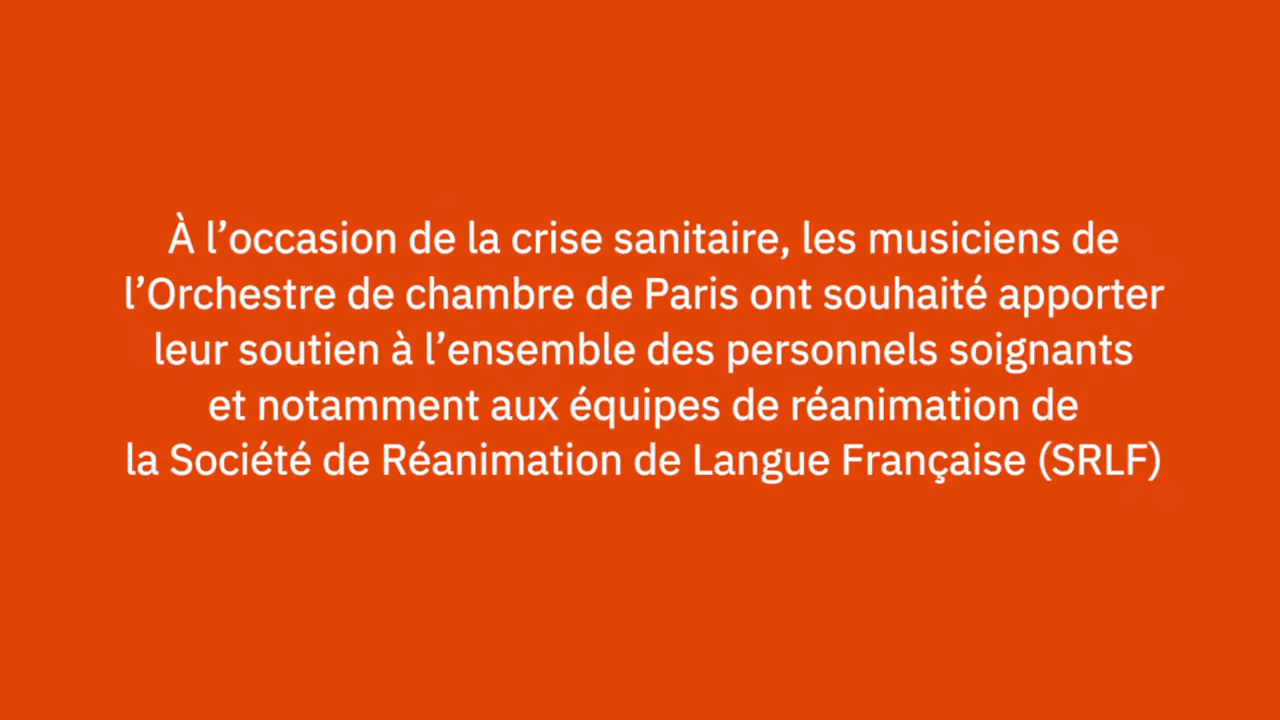 À l’occasion de la crise sanitaire, les musiciens de
l’Orchestre de chambre de Paris ont souhaité apporter
leur soutien à l’ensemble des personnels soignants
et notamment aux équipes de réanimation de
la Société de Réanimation de Langue Française (SRLF)